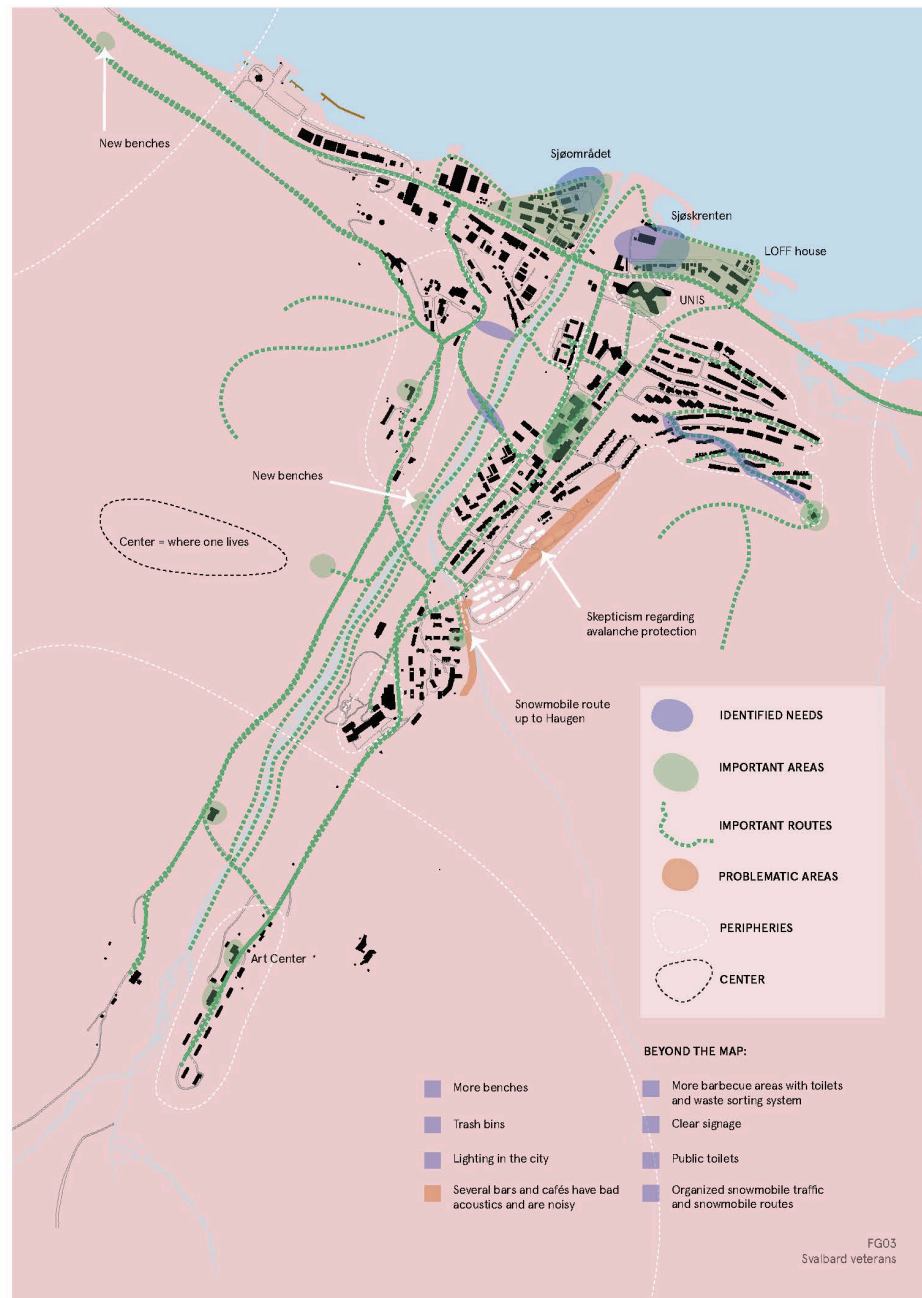 New benches
Sjøområdet
Sjøskrenten
LOFF house
UNIS
New benches
Center = where one lives
Skepticism regarding
avalanche protection
Snowmobile route
up to Haugen
Art Center
IDENTIFIED NEEDS
IMPORTANT AREAS
IMPORTANT ROUTES
PROBLEMATIC AREAS
PERIPHERIES
CENTER
More benches
Trash bins
Lighting in the city
Several bars and cafés have bad
acoustics and are noisy
BEYOND THE MAP:
More barbecue areas with toilets
and waste sorting system
Clear signage
Public toilets
Organized snowmobile traffic
and snowmobile routes
FG03
Svalbard veterans